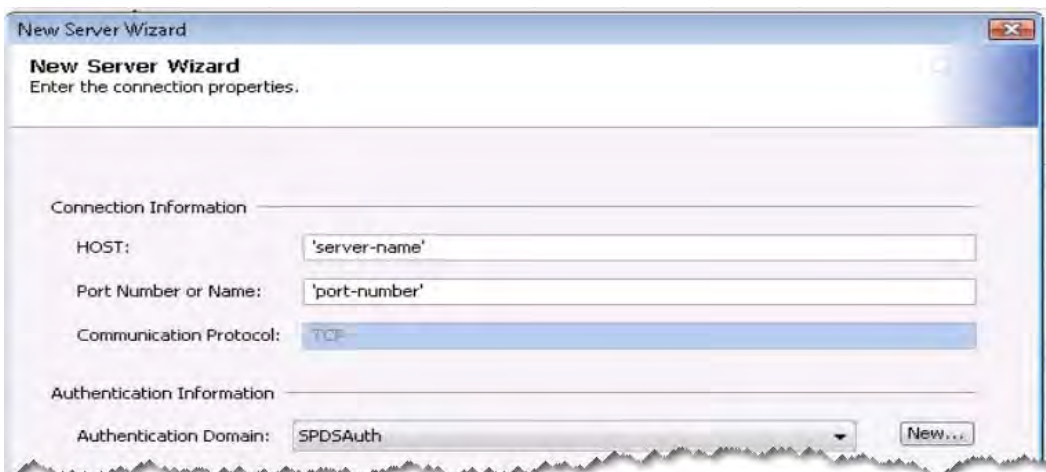 New Server Wizard
New Server Wizard
Enter the connection properties.
Connection Information
HOST: 'server-name'
Port Number or Name: 'port-number'
Communication Protocol: TCP
Authentication Information
Authentication Domain: SPDSAuth New...